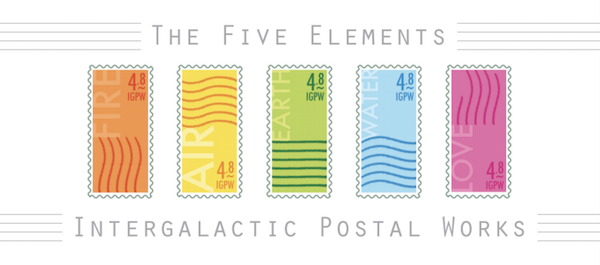 The Five Elements
FIRE
4.8~
IGPW
AIR
4.8~
IGPW
EARTH
4.8~
IGPW
WATER
4.8~
IGPW
LOVE
4.8~
IGPW
Intergalactic Postal Works